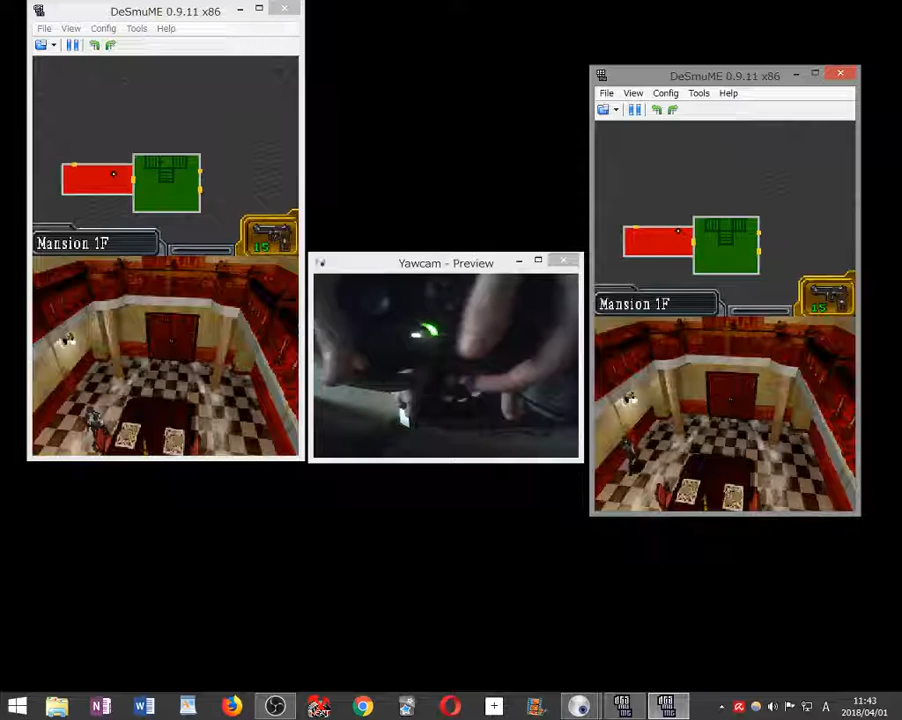 DeSmuME 0.9.11 x86
File View Config Tools Help
Mansion 1F
15
Yawcam - Preview
DeSmuME 0.9.11 x86
File View Config Tools Help
Mansion 1F
15
A
11:43
2018/04/01